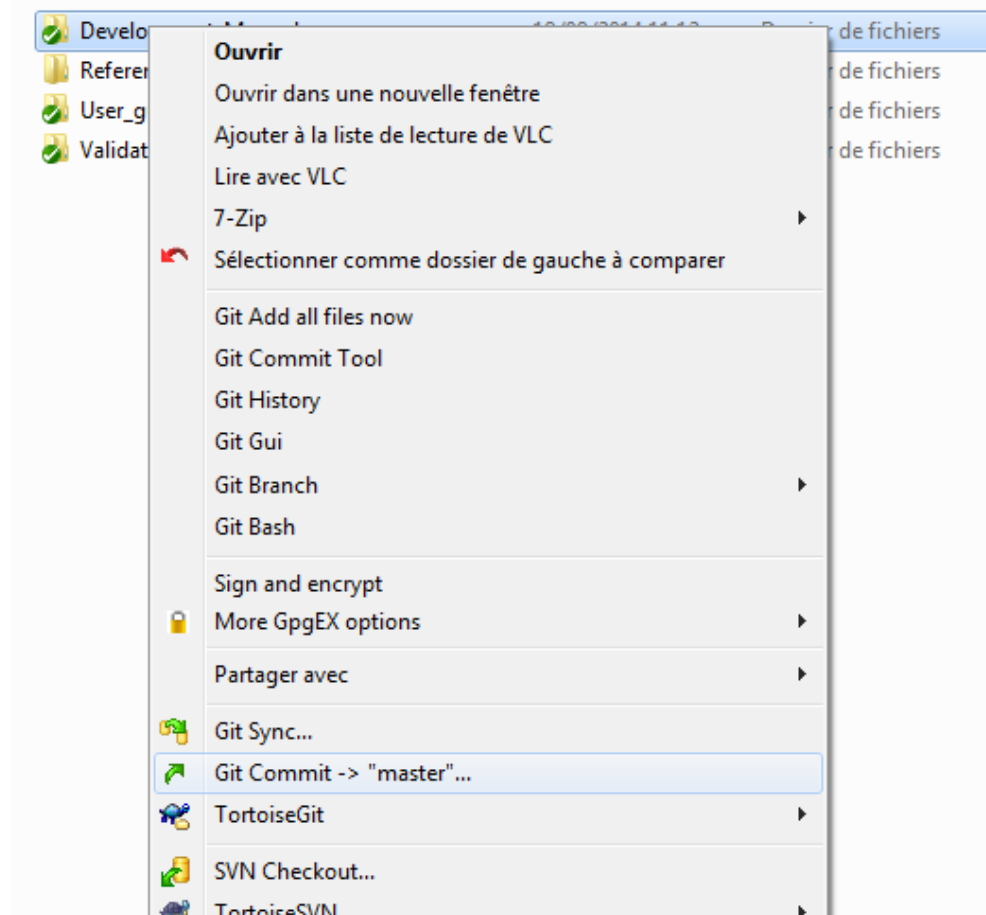 Develo de fichiers
Referer de fichiers
User_g de fichiers
Validat de fichiers
Ouvrir
Ouvrir dans une nouvelle fenêtre
Ajouter à la liste de lecture de VLC
Lire avec VLC
7-Zip
Sélectionner comme dossier de gauche à comparer
Git Add all files now
Git Commit Tool
Git History
Git Gui
Git Branch
Git Bash
Sign and encrypt
More GpgEX options
Partager avec
Git Sync...
Git Commit -> "master"...
TortoiseGit
SVN Checkout...
TortoiseSVN